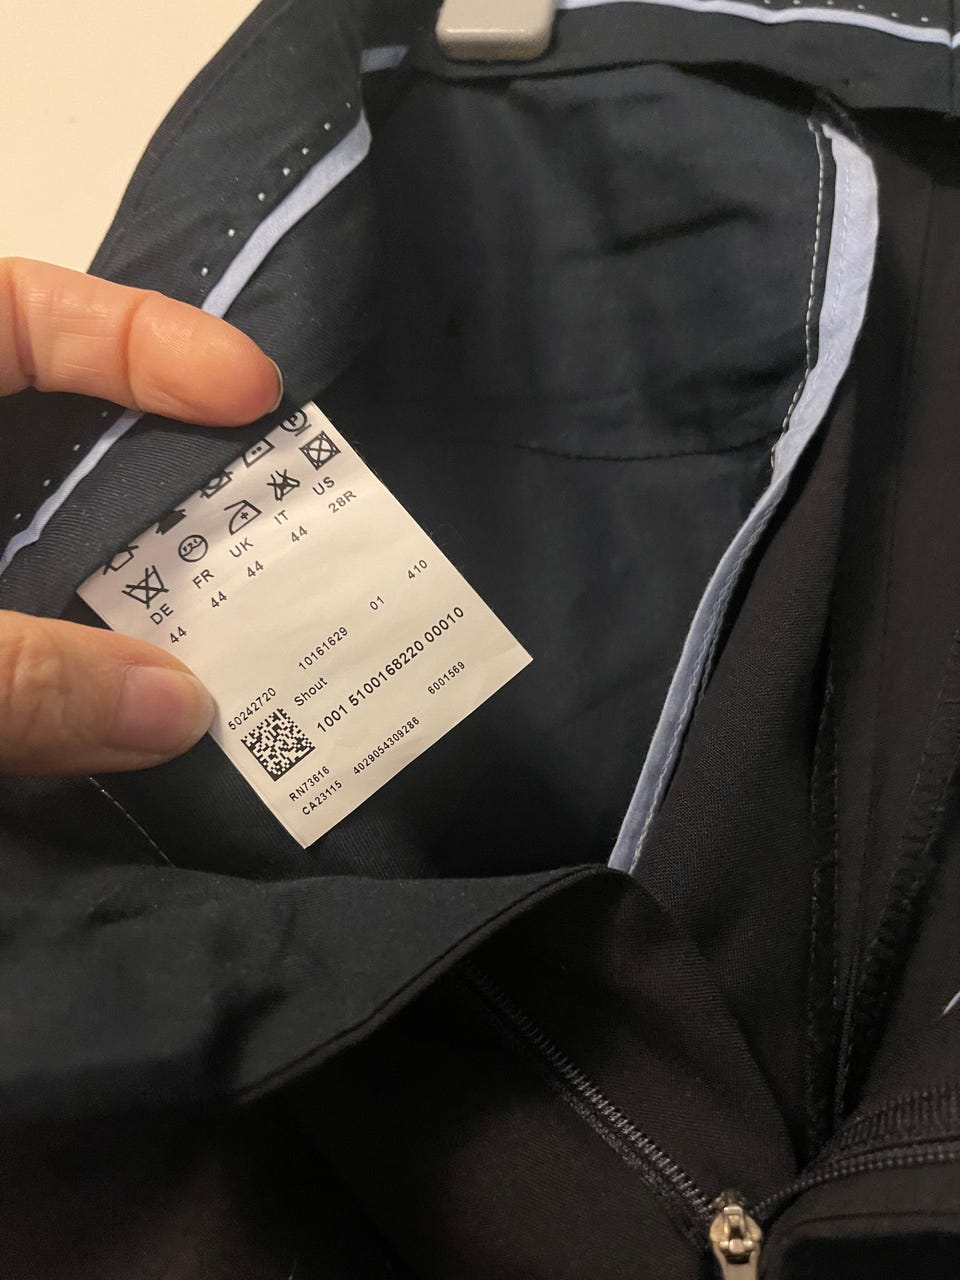 DE FR UK IT US
44 44 44 44 28R
50242720 10161629 01 410
Shout
1001 5100168220 00010
RN73616
CA23115 4029054309286 6001569